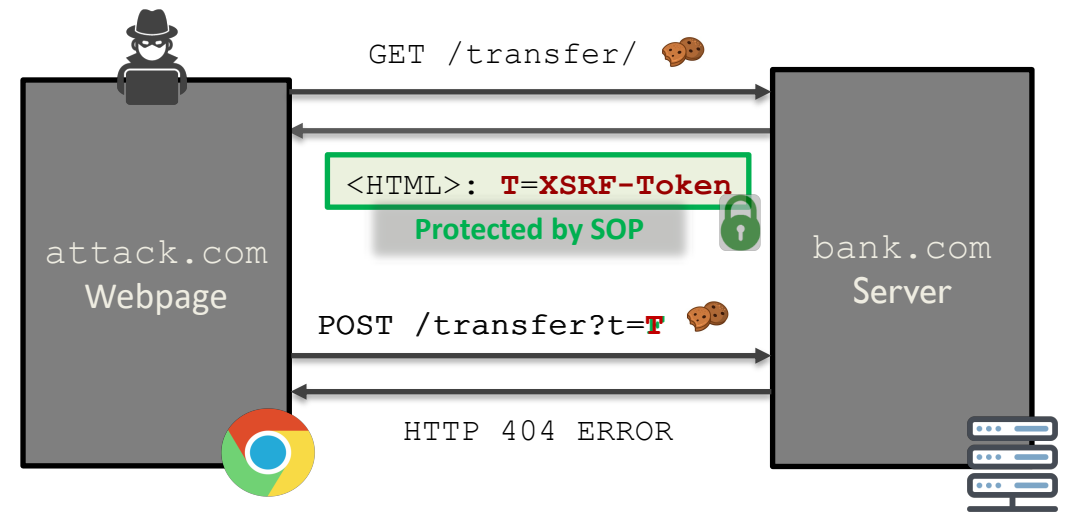 GET /transfer/
<HTML>: T=XSRF-Token
Protected by SOP
attack.com
Webpage
bank.com
Server
POST /transfer?t=T
HTTP 404 ERROR